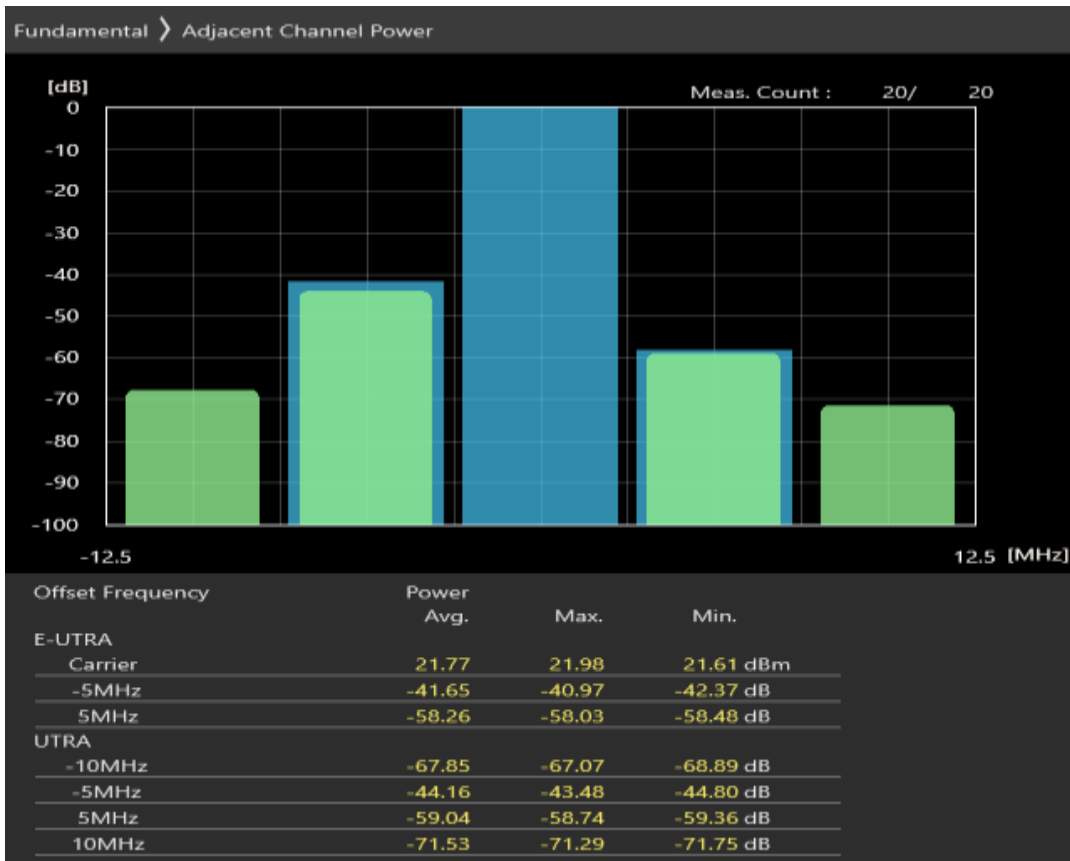 Fundamental ❭ Adjacent Channel Power
[dB]
Meas. Count : 20/ 20
0
-10
-20
-30
-40
-50
-60
-70
-80
-90
-100
-12.5 12.5 [MHz]
Offset Frequency Power
Avg. Max. Min.
E-UTRA
Carrier 21.77 21.98 21.61 dBm
-5MHz -41.65 -40.97 -42.37 dB
5MHz -58.26 -58.03 -58.48 dB
UTRA
-10MHz -67.85 -67.07 -68.89 dB
-5MHz -44.16 -43.48 -44.80 dB
5MHz -59.04 -58.74 -59.36 dB
10MHz -71.53 -71.29 -71.75 dB